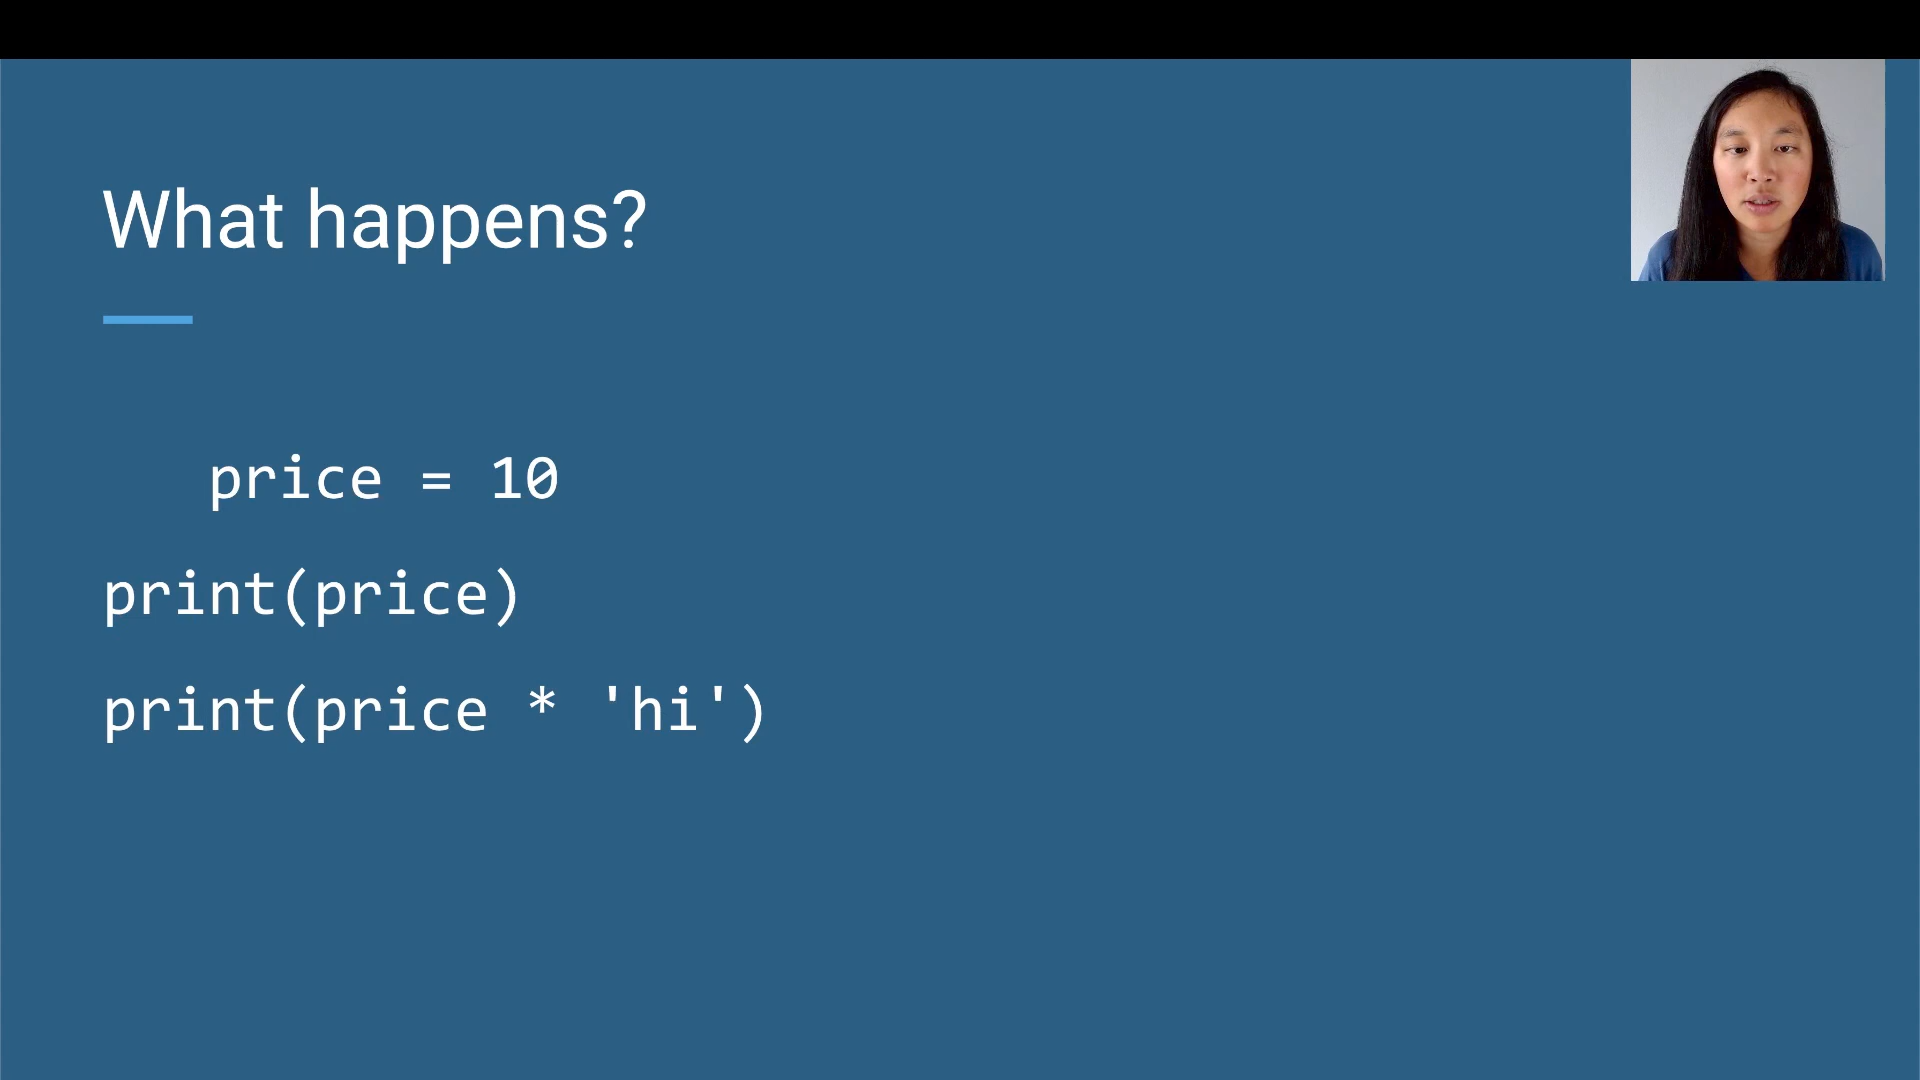 What happens?
price = 10
print(price)
print(price * 'hi')